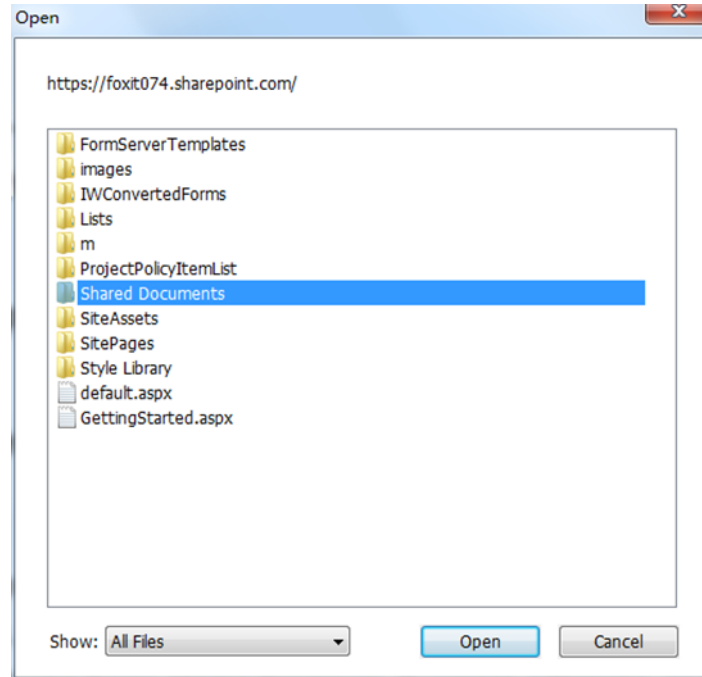 Open
https://foxit074.sharepoint.com/
FormServerTemplates
images
IWConvertedForms
Lists
m
ProjectPolicyItemList
Shared Documents
SiteAssets
SitePages
Style Library
default.aspx
GettingStarted.aspx
Show: All Files Open Cancel